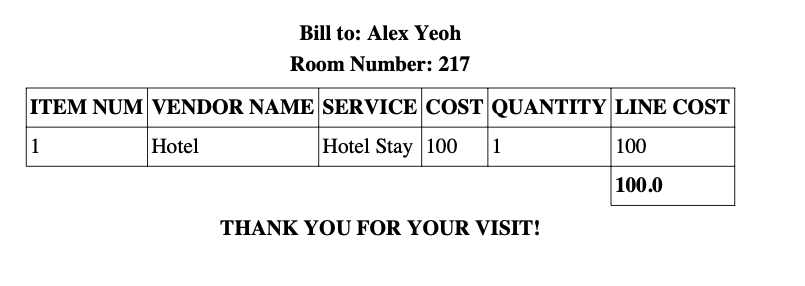 Bill to: Alex Yeoh
Room Number: 217
ITEM NUM VENDOR NAME SERVICE COST QUANTITY LINE COST
1 Hotel Hotel Stay 100 1 100
100.0
THANK YOU FOR YOUR VISIT!